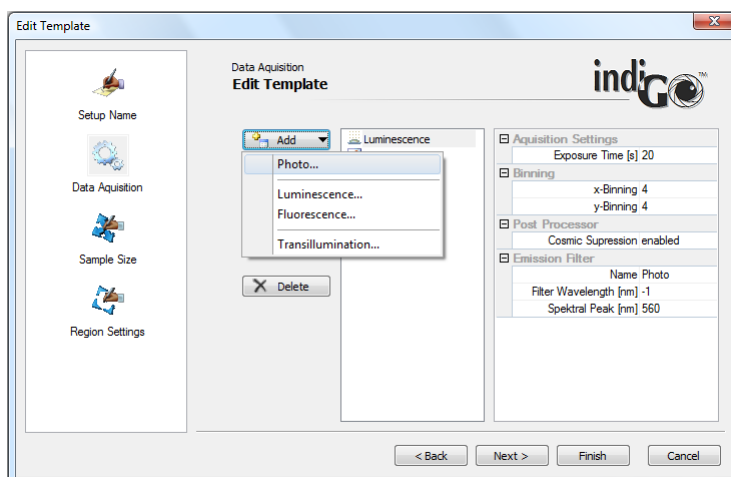 Edit Template
Setup Name
Data Aquisition
Sample Size
Region Settings
Data Aquisition
Edit Template
indiGo™
Add
Photo...
Luminescence...
Fluorescence...
Transillumination...
Delete
Luminescence
Aquisition Settings
Exposure Time [s] 20
Binning
x-Binning 4
y-Binning 4
Post Processor
Cosmic Supression enabled
Emission Filter
Name Photo
Filter Wavelength [nm] -1
Spektral Peak [nm] 560
< Back
Next >
Finish
Cancel